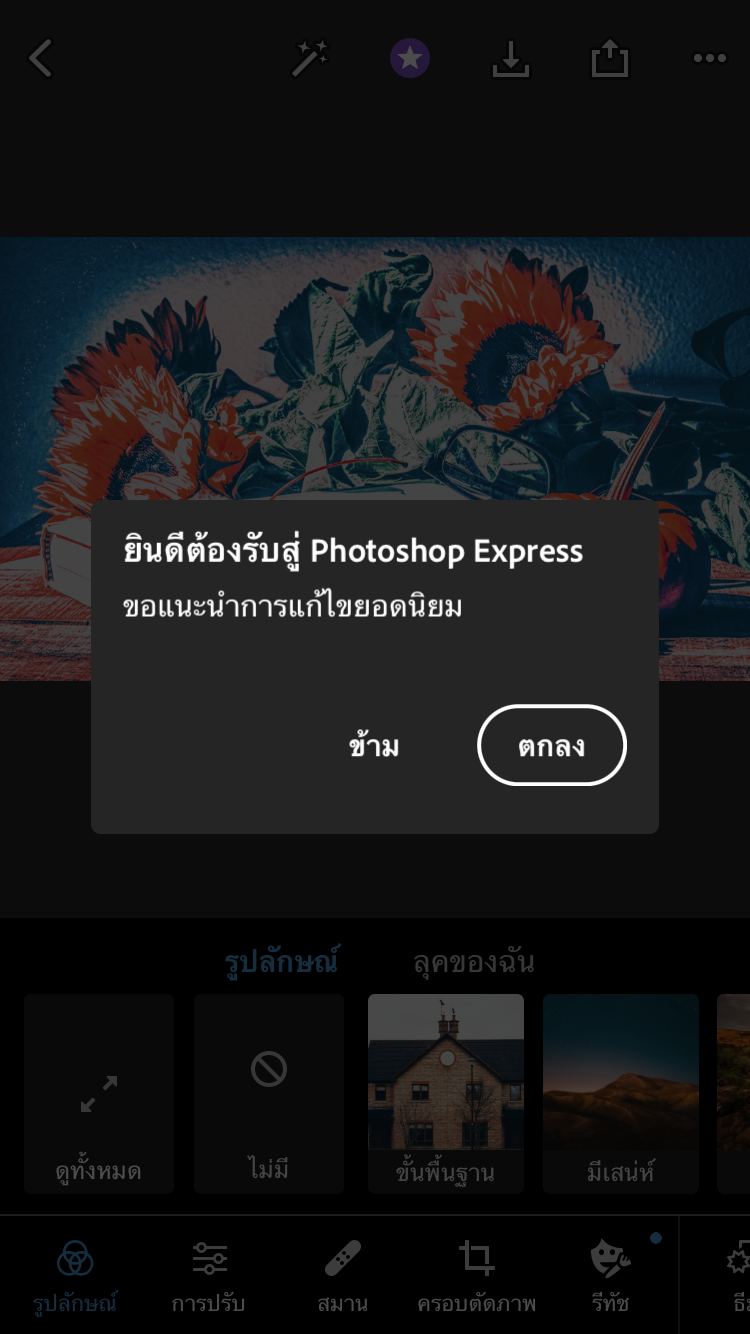 ยินดีต้องรับสู่ Photoshop Express
ขอแนะนำการแก้ไขยอดนิยม
ข้าม
ตกลง
รูปลักษณ์
ลุคของฉัน
ดูทั้งหมด
ไม่มี
ขั้นพื้นฐาน
มีเสน่ห์
รูปลักษณ์
การปรับ
สมาน
ครอบตัดภาพ
รีทัช